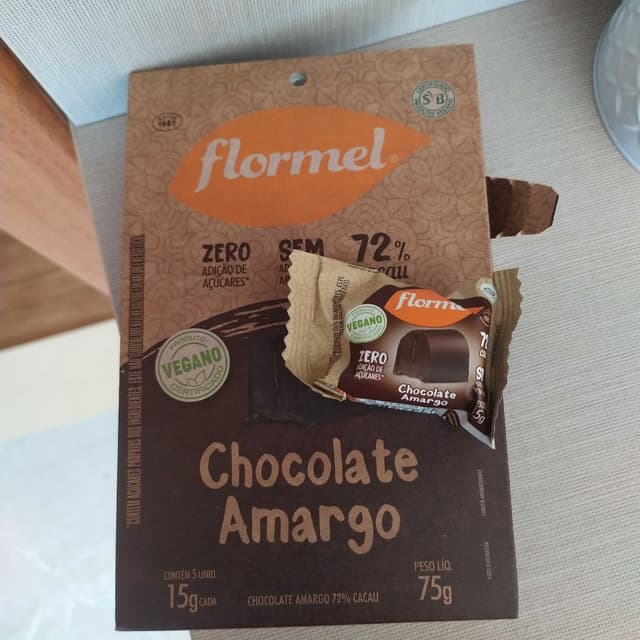 flormel
ZERO
ADIÇÃO DE
AÇÚCARES*
SEM
72%
PRODUTO
VEGANO
CERTIFICADO
flormel
VEGANO
ZERO
ADIÇÃO DE
AÇÚCARES*
Chocolate
Amargo
Chocolate
Amargo
CONTÉM 5 UNID.
15g CADA
CHOCOLATE AMARGO 72% CACAU
PESO LÍQ.
75g